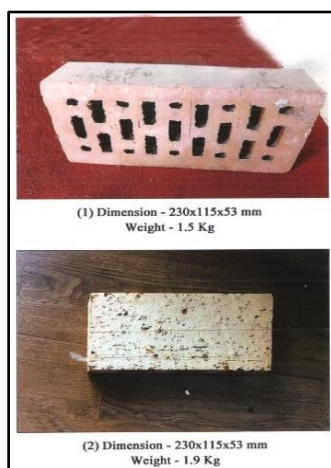 (1) Dimension - 230x115x53 mm
Weight - 1.5 Kg
(2) Dimension - 230x115x53 mm
Weight - 1.9 Kg